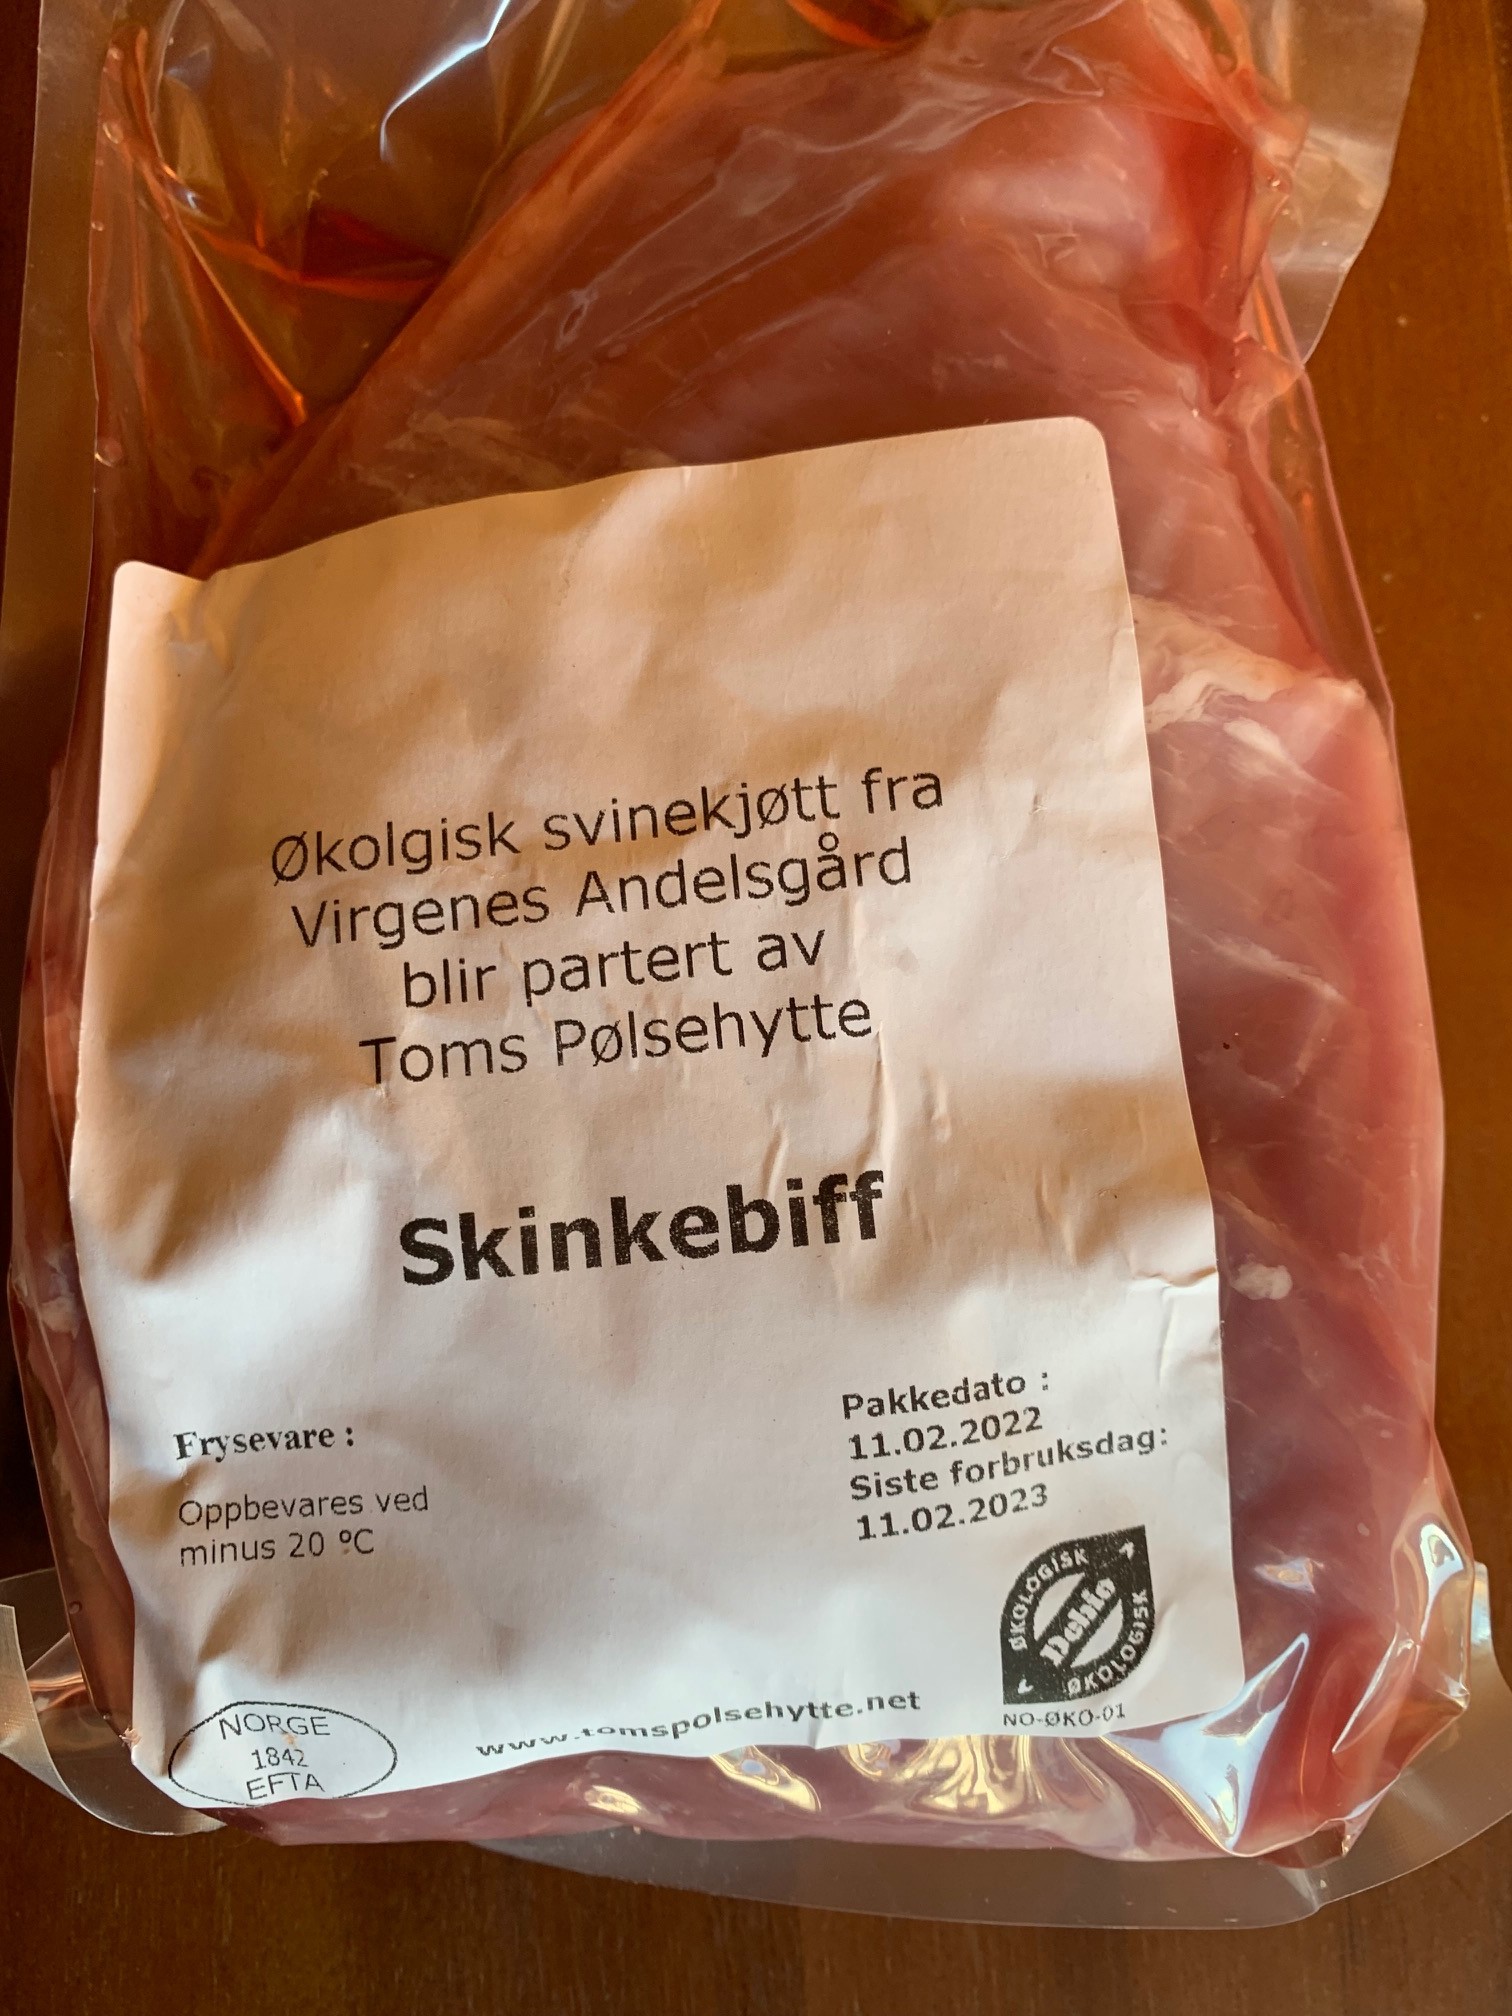 Økolgisk svinekjøtt fra
Virgenes Andelsgård
blir partert av
Toms Pølsehytte
Skinkebiff
Frysevare :
Oppbevares ved
minus 20 ºC
Pakkedato :
11.02.2022
Siste forbruksdag:
11.02.2023
ØKOLOGISK
Debio
ØKOLOGISK
NO-ØKO-01
www.tomspolsehytte.net
NORGE
1842
EFTA